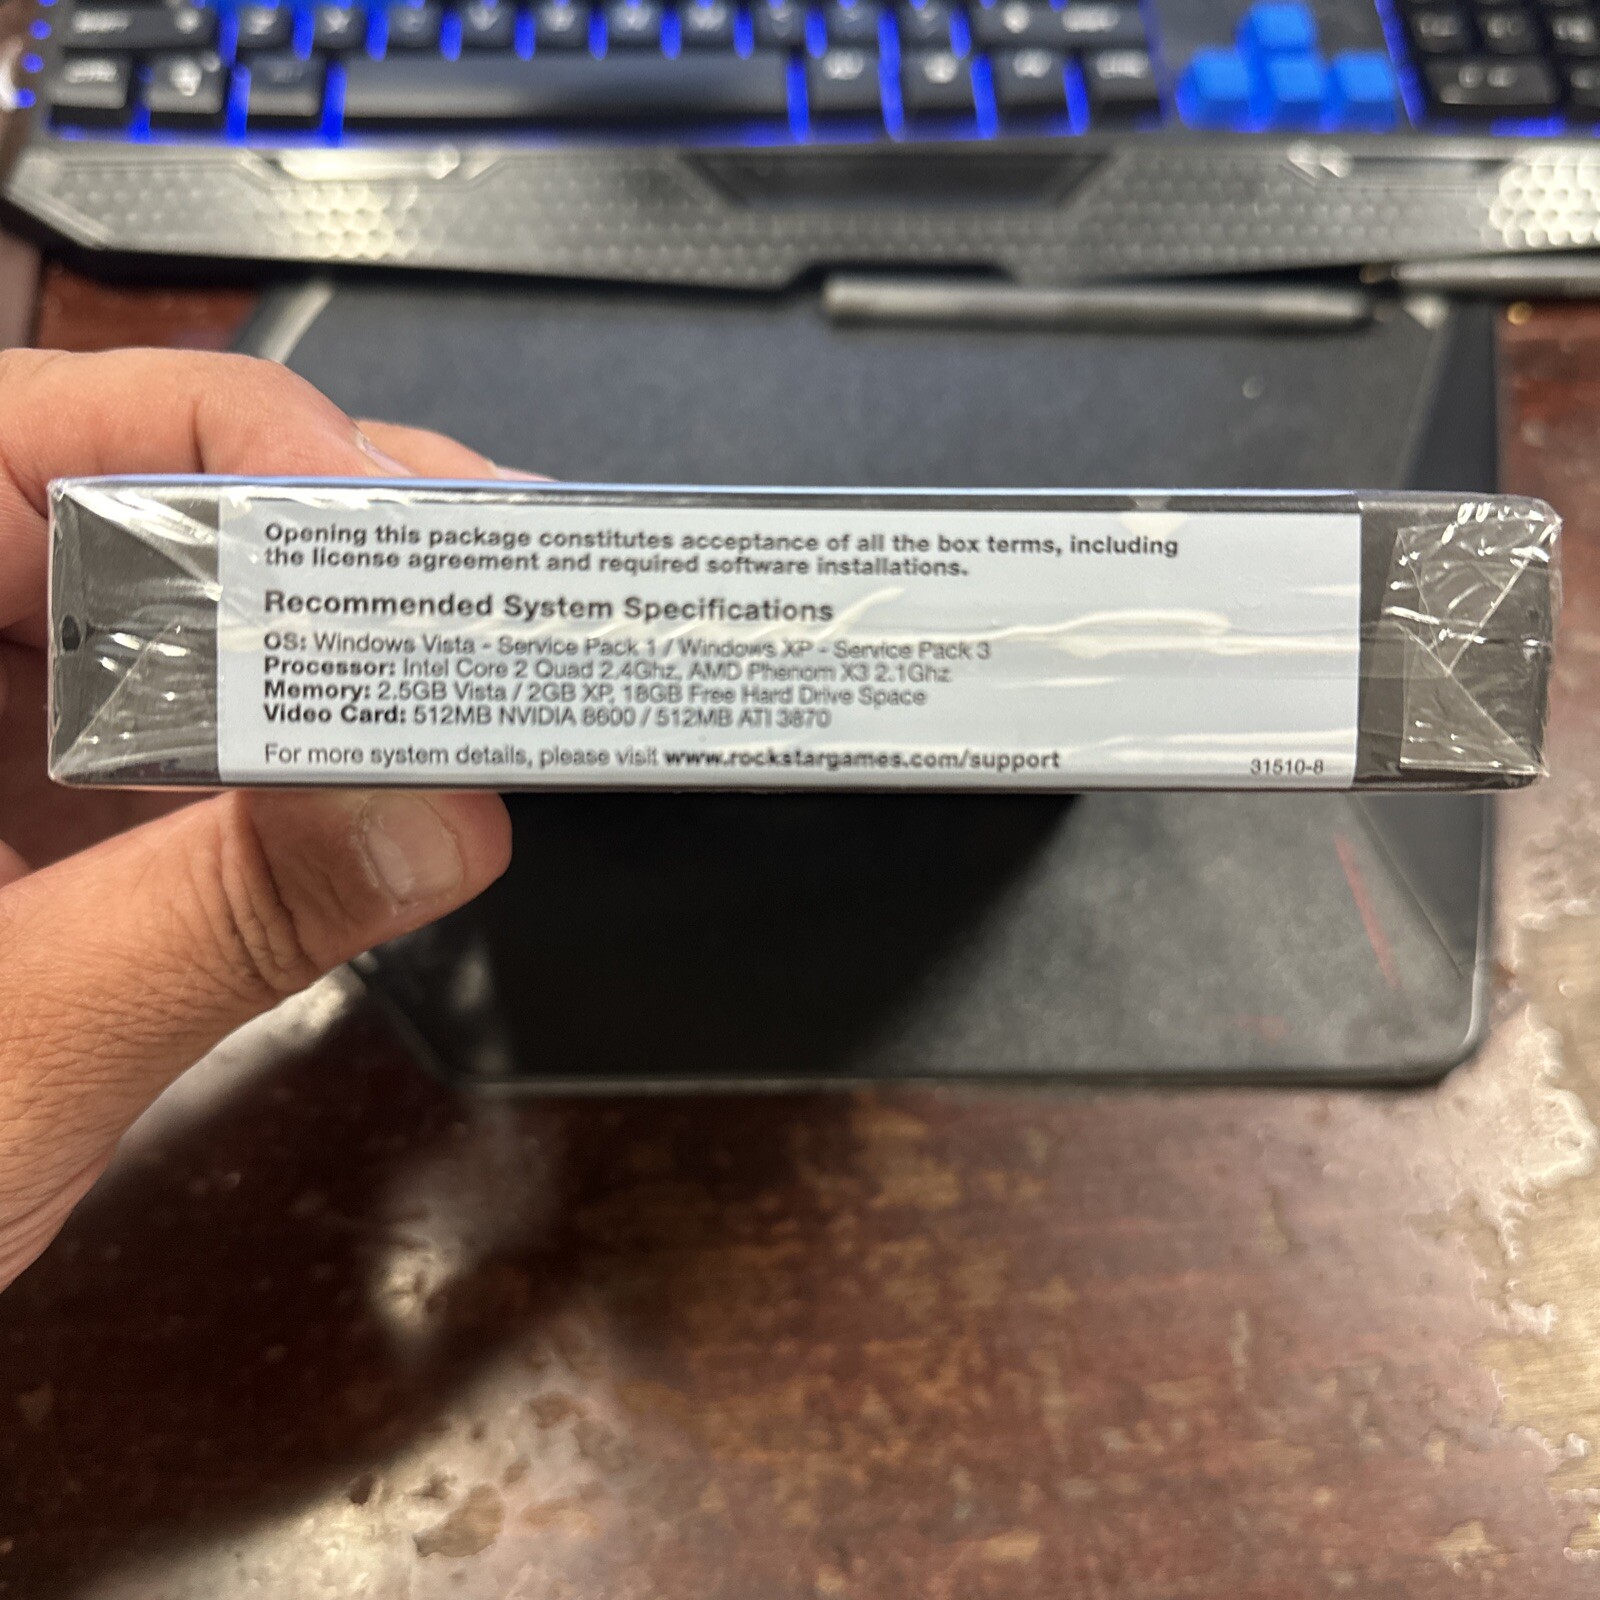 Opening this package constitutes acceptance of all the box terms, including
the license agreement and required software installations.
Recommended System Specifications
OS: Windows Vista - Service Pack 1 / Windows XP - Service Pack 3
Processor: Intel Core 2 Quad 2.4Ghz, AMD Phenom X3 2.1Ghz
Memory: 2.5GB Vista / 2GB XP, 18GB Free Hard Drive Space
Video Card: 512MB NVIDIA 8600 / 512MB ATI 3870
For more system details, please visit www.rockstargames.com/support
31510-8